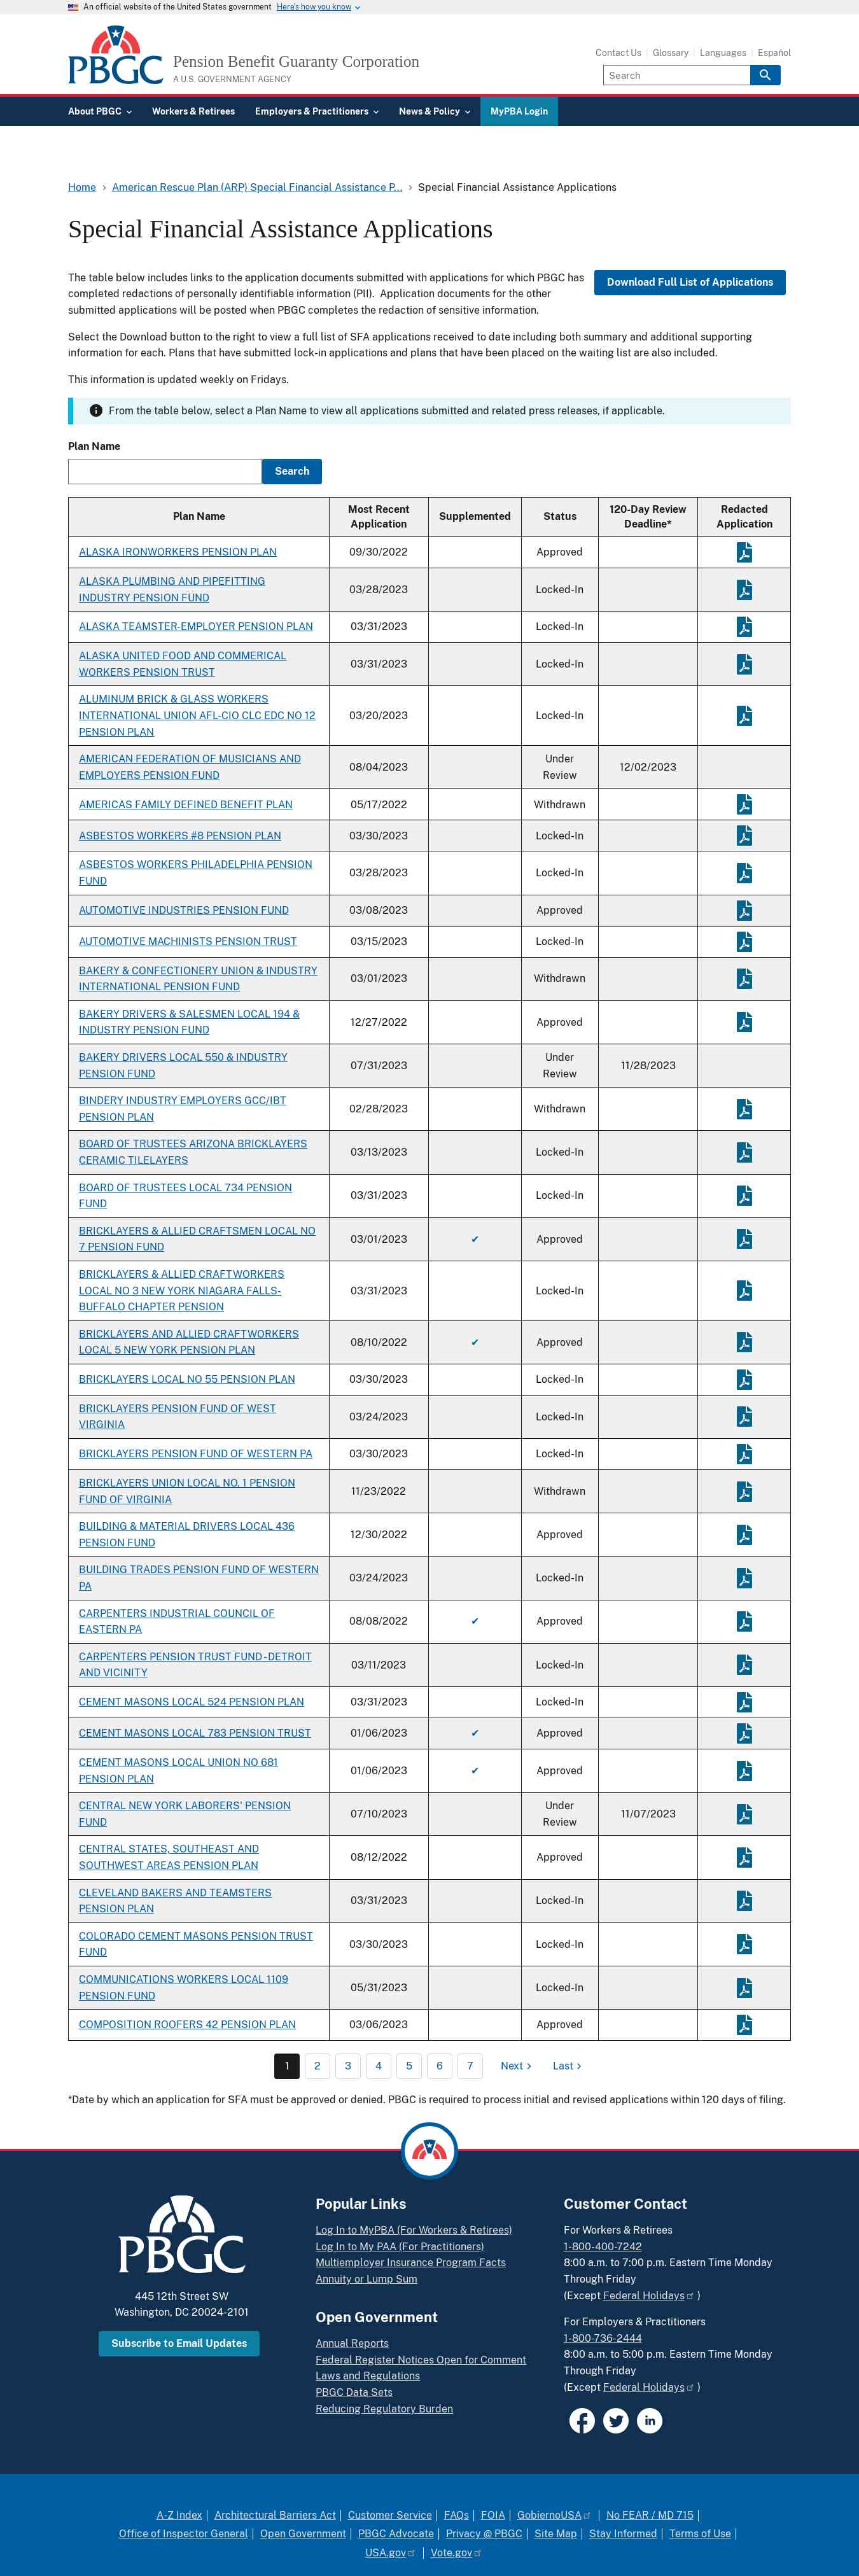 An official website of the United States government Here's how you know
PBGC
Pension Benefit Guaranty Corporation
A U.S. GOVERNMENT AGENCY
Contact Us Glossary Languages Español
Search
About PBGC Workers & Retirees Employers & Practitioners News & Policy MyPBA Login
Home American Rescue Plan (ARP) Special Financial Assistance P... Special Financial Assistance Applications
Special Financial Assistance Applications
The table below includes links to the application documents submitted with applications for which PBGC has
completed redactions of personally identifiable information (PII). Application documents for the other
submitted applications will be posted when PBGC completes the redaction of sensitive information.
Download Full List of Applications
Select the Download button to the right to view a full list of SFA applications received to date including both summary and additional supporting
information for each. Plans that have submitted lock-in applications and plans that have been placed on the waiting list are also included.
This information is updated weekly on Fridays.
From the table below, select a Plan Name to view all applications submitted and related press releases, if applicable.
Plan Name
Search
Plan Name Most Recent Application Supplemented Status 120-Day Review Deadline* Redacted Application
ALASKA IRONWORKERS PENSION PLAN 09/30/2022 Approved
ALASKA PLUMBING AND PIPEFITTING
INDUSTRY PENSION FUND 03/28/2023 Locked-In
ALASKA TEAMSTER-EMPLOYER PENSION PLAN 03/31/2023 Locked-In
ALASKA UNITED FOOD AND COMMERICAL
WORKERS PENSION TRUST 03/31/2023 Locked-In
ALUMINUM BRICK & GLASS WORKERS
INTERNATIONAL UNION AFL-CIO CLC EDC NO 12
PENSION PLAN 03/20/2023 Locked-In
AMERICAN FEDERATION OF MUSICIANS AND
EMPLOYERS PENSION FUND 08/04/2023 Under Review 12/02/2023
AMERICAS FAMILY DEFINED BENEFIT PLAN 05/17/2022 Withdrawn
ASBESTOS WORKERS #8 PENSION PLAN 03/30/2023 Locked-In
ASBESTOS WORKERS PHILADELPHIA PENSION
FUND 03/28/2023 Locked-In
AUTOMOTIVE INDUSTRIES PENSION FUND 03/08/2023 Approved
AUTOMOTIVE MACHINISTS PENSION TRUST 03/15/2023 Locked-In
BAKERY & CONFECTIONERY UNION & INDUSTRY
INTERNATIONAL PENSION FUND 03/01/2023 Withdrawn
BAKERY DRIVERS & SALESMEN LOCAL 194 &
INDUSTRY PENSION FUND 12/27/2022 Approved
BAKERY DRIVERS LOCAL 550 & INDUSTRY
PENSION FUND 07/31/2023 Under Review 11/28/2023
BINDERY INDUSTRY EMPLOYERS GCC/IBT
PENSION PLAN 02/28/2023 Withdrawn
BOARD OF TRUSTEES ARIZONA BRICKLAYERS
CERAMIC TILELAYERS 03/13/2023 Locked-In
BOARD OF TRUSTEES LOCAL 734 PENSION
FUND 03/31/2023 Locked-In
BRICKLAYERS & ALLIED CRAFTSMEN LOCAL NO
7 PENSION FUND 03/01/2023 ✔ Approved
BRICKLAYERS & ALLIED CRAFTWORKERS
LOCAL NO 3 NEW YORK NIAGARA FALLS-
BUFFALO CHAPTER PENSION 03/31/2023 Locked-In
BRICKLAYERS AND ALLIED CRAFTWORKERS
LOCAL 5 NEW YORK PENSION PLAN 08/10/2022 ✔ Approved
BRICKLAYERS LOCAL NO 55 PENSION PLAN 03/30/2023 Locked-In
BRICKLAYERS PENSION FUND OF WEST
VIRGINIA 03/24/2023 Locked-In
BRICKLAYERS PENSION FUND OF WESTERN PA 03/30/2023 Locked-In
BRICKLAYERS UNION LOCAL NO. 1 PENSION
FUND OF VIRGINIA 11/23/2022 Withdrawn
BUILDING & MATERIAL DRIVERS LOCAL 436
PENSION FUND 12/30/2022 Approved
BUILDING TRADES PENSION FUND OF WESTERN
PA 03/24/2023 Locked-In
CARPENTERS INDUSTRIAL COUNCIL OF
EASTERN PA 08/08/2022 ✔ Approved
CARPENTERS PENSION TRUST FUND-DETROIT
AND VICINITY 03/11/2023 Locked-In
CEMENT MASONS LOCAL 524 PENSION PLAN 03/31/2023 Locked-In
CEMENT MASONS LOCAL 783 PENSION TRUST 01/06/2023 ✔ Approved
CEMENT MASONS LOCAL UNION NO 681
PENSION PLAN 01/06/2023 ✔ Approved
CENTRAL NEW YORK LABORERS' PENSION
FUND 07/10/2023 Under Review 11/07/2023
CENTRAL STATES, SOUTHEAST AND
SOUTHWEST AREAS PENSION PLAN 08/12/2022 Approved
CLEVELAND BAKERS AND TEAMSTERS
PENSION PLAN 03/31/2023 Locked-In
COLORADO CEMENT MASONS PENSION TRUST
FUND 03/30/2023 Locked-In
COMMUNICATIONS WORKERS LOCAL 1109
PENSION FUND 05/31/2023 Locked-In
COMPOSITION ROOFERS 42 PENSION PLAN 03/06/2023 Approved
1 2 3 4 5 6 7 Next Last
*Date by which an application for SFA must be approved or denied. PBGC is required to process initial and revised applications within 120 days of filing.
PBGC
445 12th Street SW
Washington, DC 20024-2101
Subscribe to Email Updates
Popular Links
Log In to MyPBA (For Workers & Retirees)
Log In to My PAA (For Practitioners)
Multiemployer Insurance Program Facts
Annuity or Lump Sum
Open Government
Annual Reports
Federal Register Notices Open for Comment
Laws and Regulations
PBGC Data Sets
Reducing Regulatory Burden
Customer Contact
For Workers & Retirees
1-800-400-7242
8:00 a.m. to 7:00 p.m. Eastern Time Monday
Through Friday
(Except Federal Holidays )
For Employers & Practitioners
1-800-736-2444
8:00 a.m. to 5:00 p.m. Eastern Time Monday
Through Friday
(Except Federal Holidays )
A-Z Index Architectural Barriers Act Customer Service FAQs FOIA GobiernoUSA No FEAR / MD 715
Office of Inspector General Open Government PBGC Advocate Privacy @ PBGC Site Map Stay Informed Terms of Use
USA.gov Vote.gov